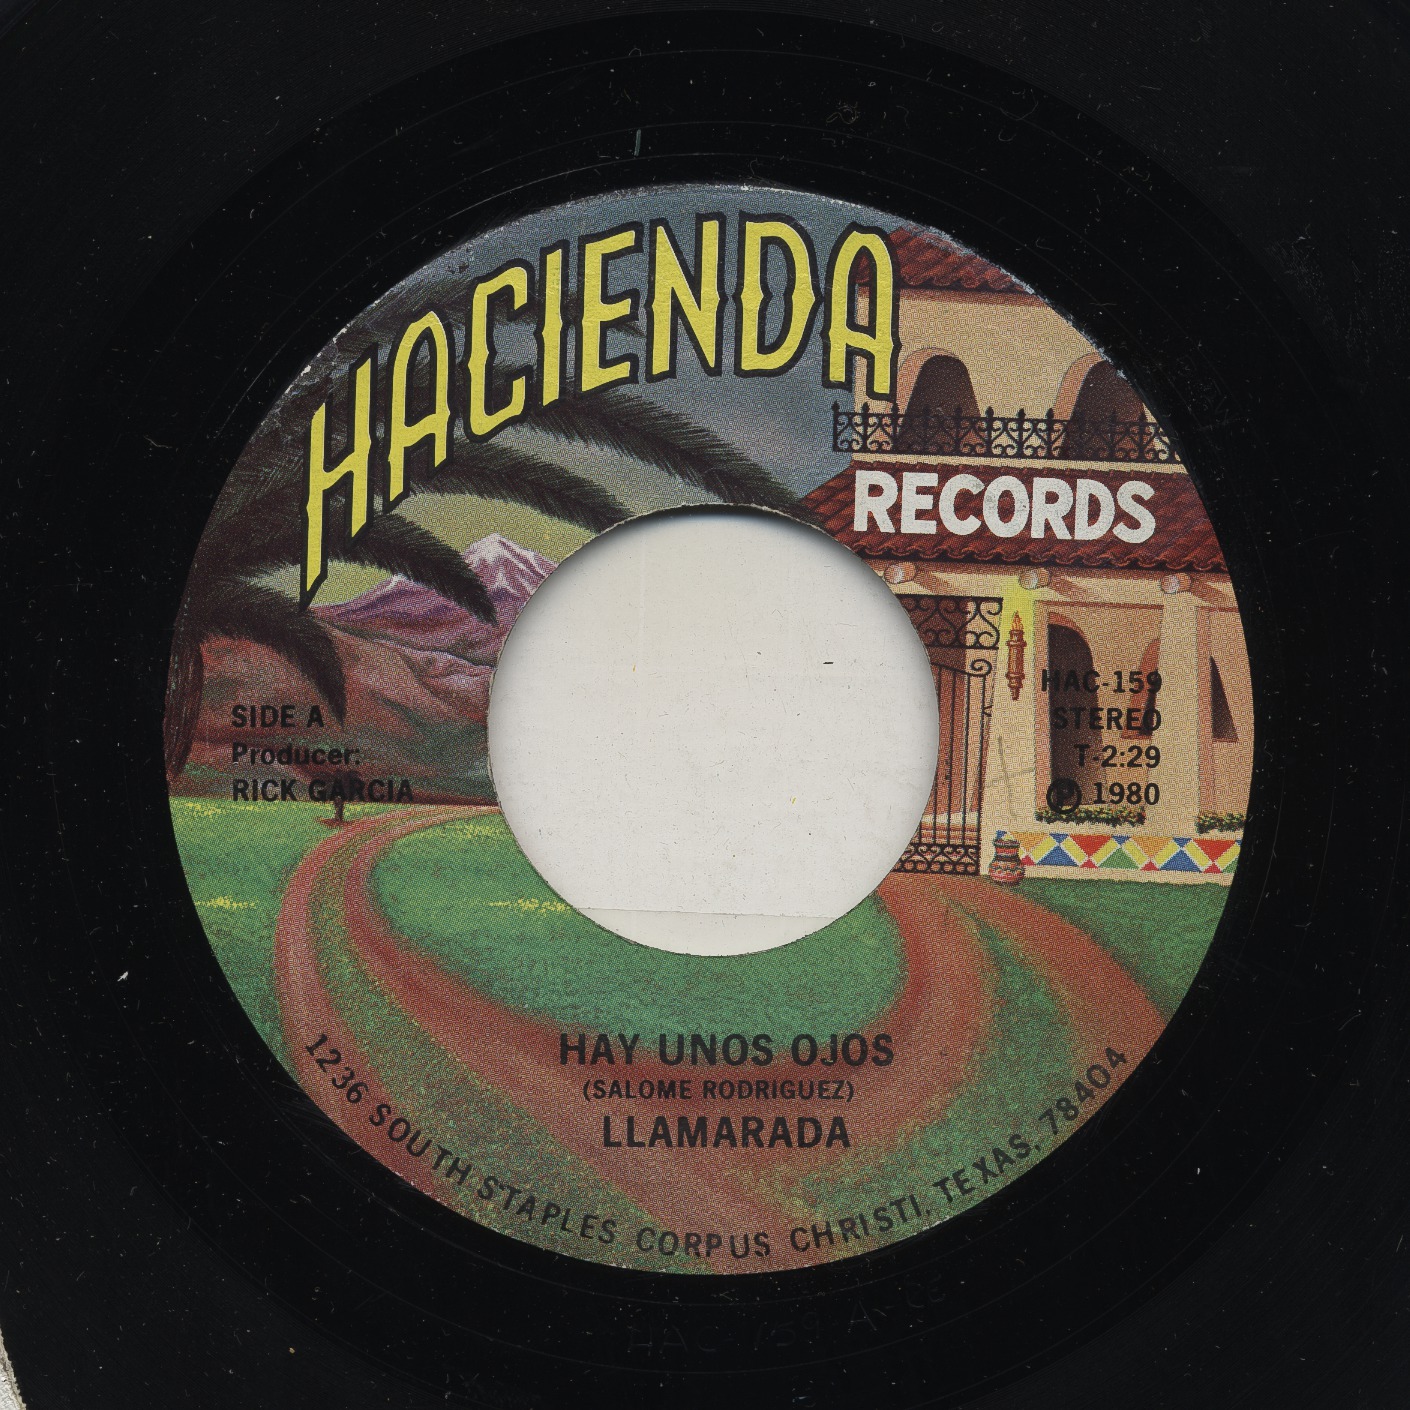 HACIENDA
RECORDS
SIDE A
Producer:
RICK GARCIA
HAC-159
STEREO
T-2:29
Ⓟ 1980
HAY UNOS OJOS
(SALOME RODRIGUEZ)
LLAMARADA
1236 SOUTH STAPLES CORPUS CHRISTI, TEXAS, 78404